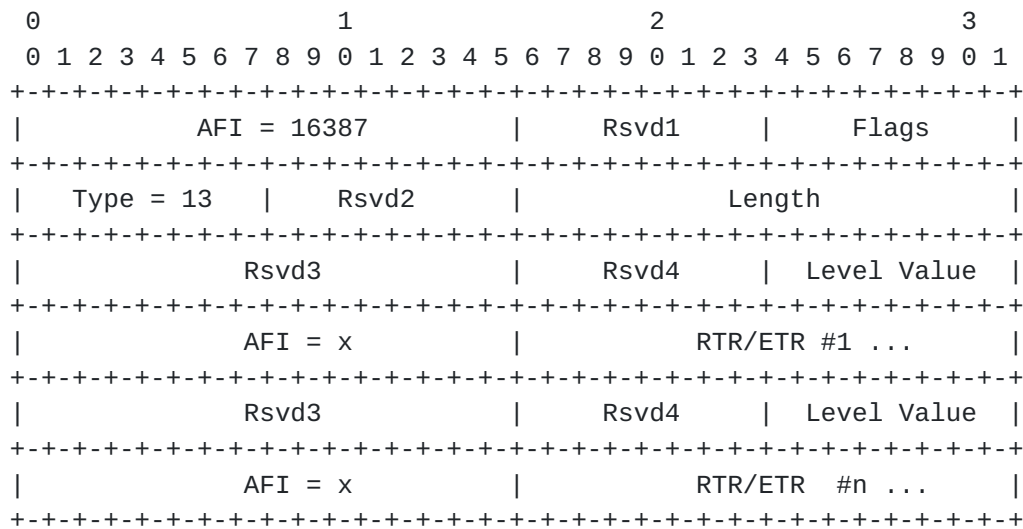 0                   1                   2                   3
 0 1 2 3 4 5 6 7 8 9 0 1 2 3 4 5 6 7 8 9 0 1 2 3 4 5 6 7 8 9 0 1
+-+-+-+-+-+-+-+-+-+-+-+-+-+-+-+-+-+-+-+-+-+-+-+-+-+-+-+-+-+-+-+-+
|           AFI = 16387         |     Rsvd1     |     Flags     |
+-+-+-+-+-+-+-+-+-+-+-+-+-+-+-+-+-+-+-+-+-+-+-+-+-+-+-+-+-+-+-+-+
|   Type = 13   |    Rsvd2      |             Length            |
+-+-+-+-+-+-+-+-+-+-+-+-+-+-+-+-+-+-+-+-+-+-+-+-+-+-+-+-+-+-+-+-+
|              Rsvd3            |     Rsvd4     |  Level Value  |
+-+-+-+-+-+-+-+-+-+-+-+-+-+-+-+-+-+-+-+-+-+-+-+-+-+-+-+-+-+-+-+-+
|              AFI = x          |           RTR/ETR #1 ...      |
+-+-+-+-+-+-+-+-+-+-+-+-+-+-+-+-+-+-+-+-+-+-+-+-+-+-+-+-+-+-+-+-+
|              Rsvd3            |     Rsvd4     |  Level Value  |
+-+-+-+-+-+-+-+-+-+-+-+-+-+-+-+-+-+-+-+-+-+-+-+-+-+-+-+-+-+-+-+-+
|              AFI = x          |           RTR/ETR  #n ...     |
+-+-+-+-+-+-+-+-+-+-+-+-+-+-+-+-+-+-+-+-+-+-+-+-+-+-+-+-+-+-+-+-+